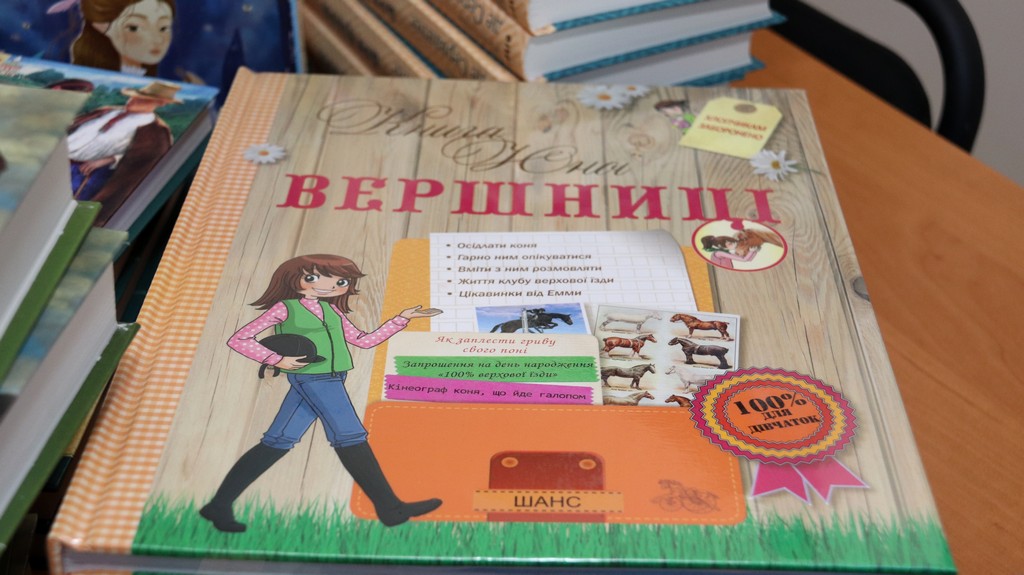 Книга
Юної
ВЕРШНИЦІ
ХЛОПЧИКАМ
ЗАБОРОНЕНО
• Осідлати коня
• Гарно ним опікуватися
• Вміти з ним розмовляти
• Життя клубу верхової їзди
• Цікавинки від Емми
Як заплести гриву
свого поні
Запрошення на день народження
«100% верхової їзди»
Кінеограф коня, що йде галопом
100%
ДЛЯ
ДІВЧАТОК
ШАНС